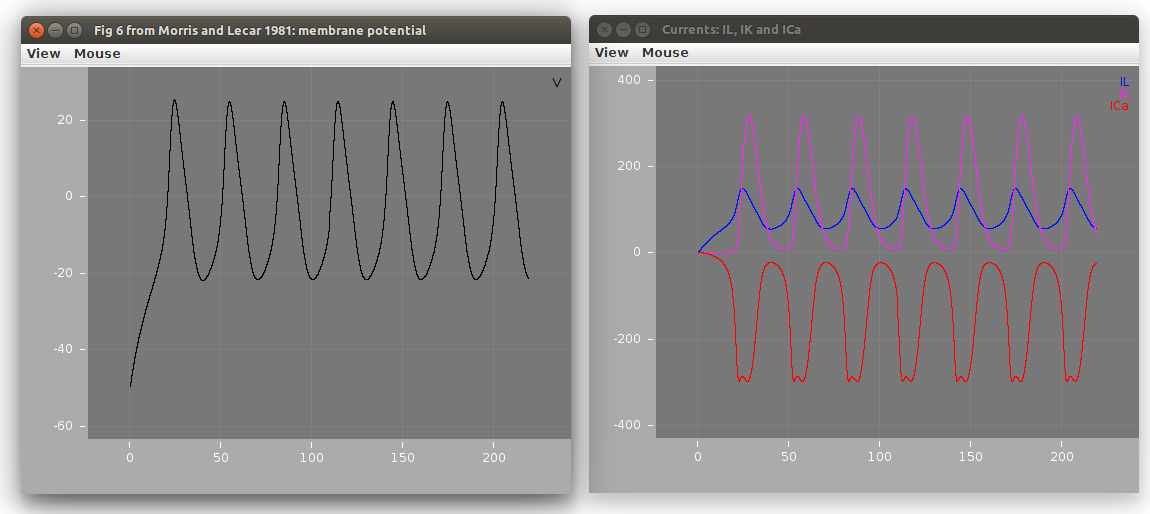 Fig 6 from Morris and Lecar 1981: membrane potential
View Mouse
V
20
0
-20
-40
-60
0 50 100 150 200
Currents: IL, IK and ICa
View Mouse
IL
ICa
400
200
0
-200
-400
0 50 100 150 200